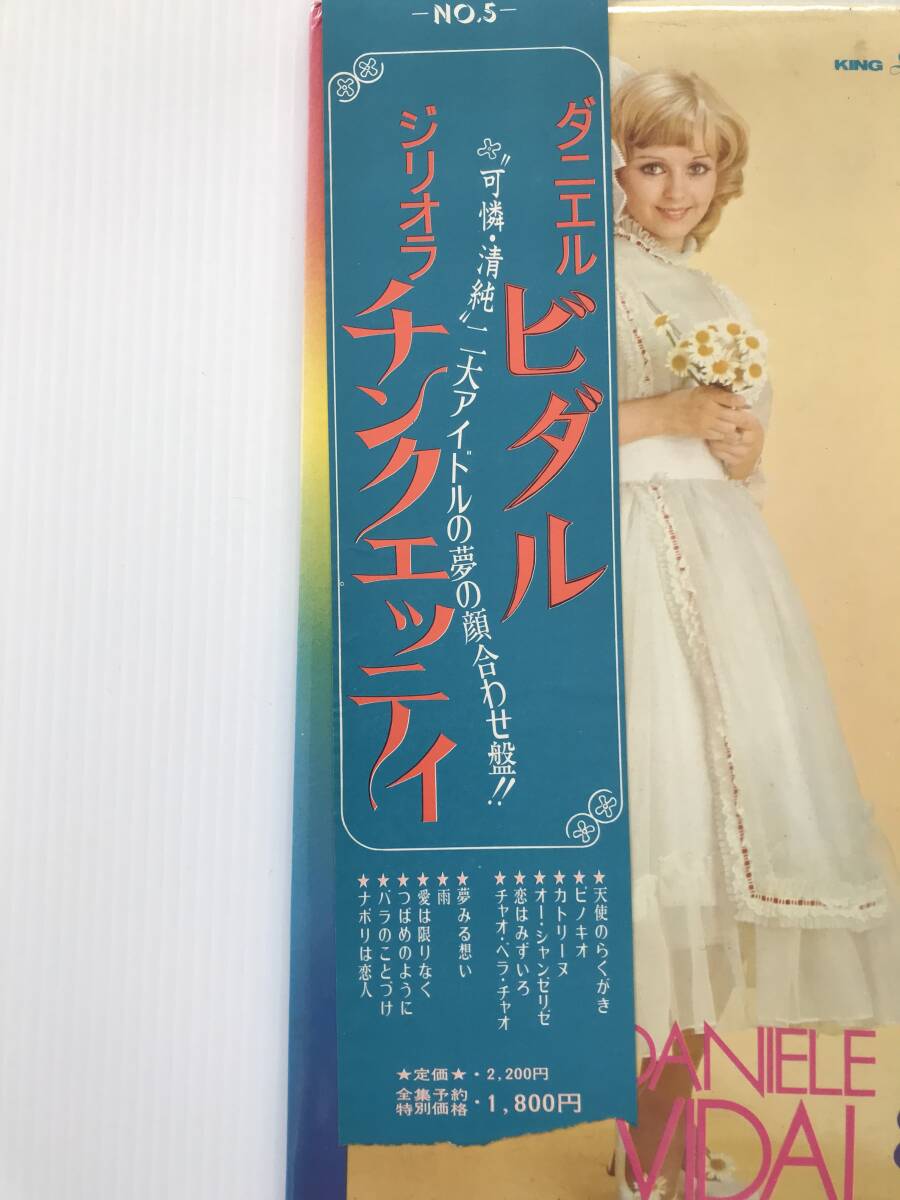 —NO.5—
ダニエル ビダル
“可憐・清純”二大アイドルの夢の顔合わせ盤!!
ジリオラ チンクエッティ
★天使のらくがき
★ピノキオ
★カトリーヌ
★オー・シャンゼリゼ
★恋はみずいろ
★チャオ・ベラ・チャオ
★夢みる想い
★雨
★愛は限りなく
★つばめのように
★バラのことづけ
★ナポリは恋人
★定価★・2,200円
全集予約
特別価格・1,800円
KING
DANIELE
VIDAL